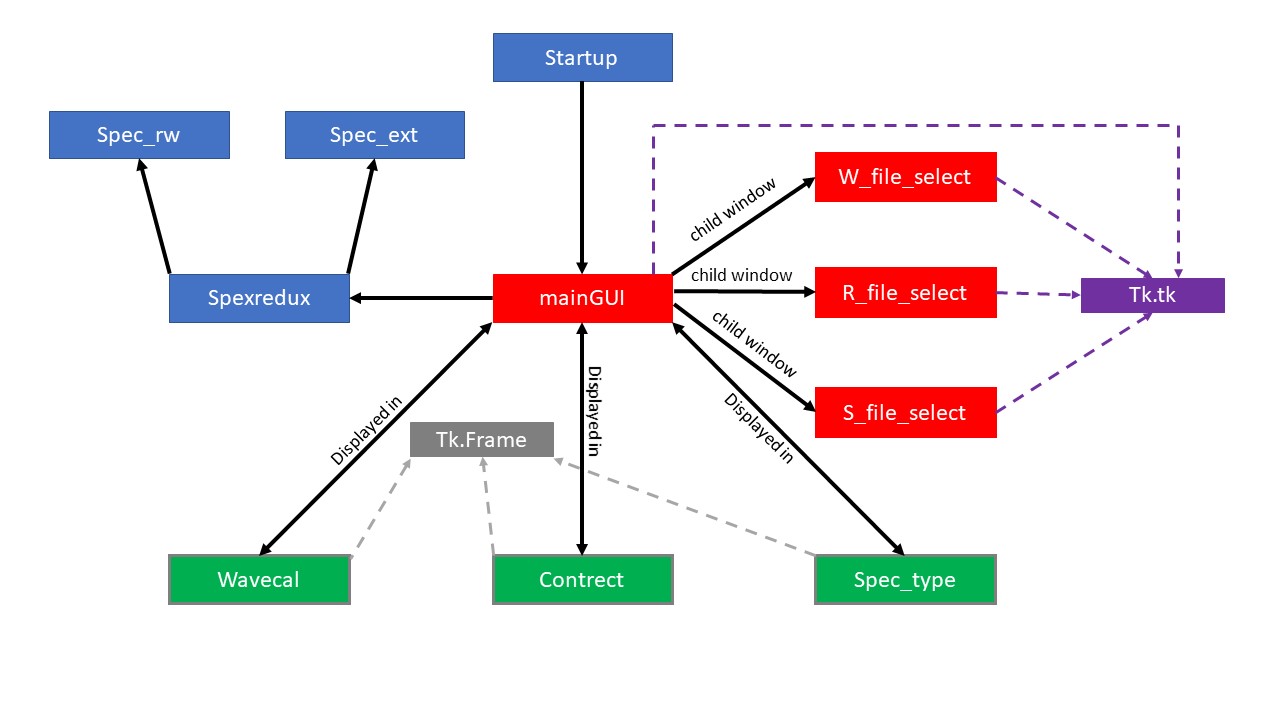 Startup
Spec_rw
Spec_ext
W_file_select
child window
child window
Spexredux
mainGUI
R_file_select
Tk.tk
child window
S_file_select
Displayed in
Displayed in
Displayed in
Tk.Frame
Wavecal
Contrect
Spec_type